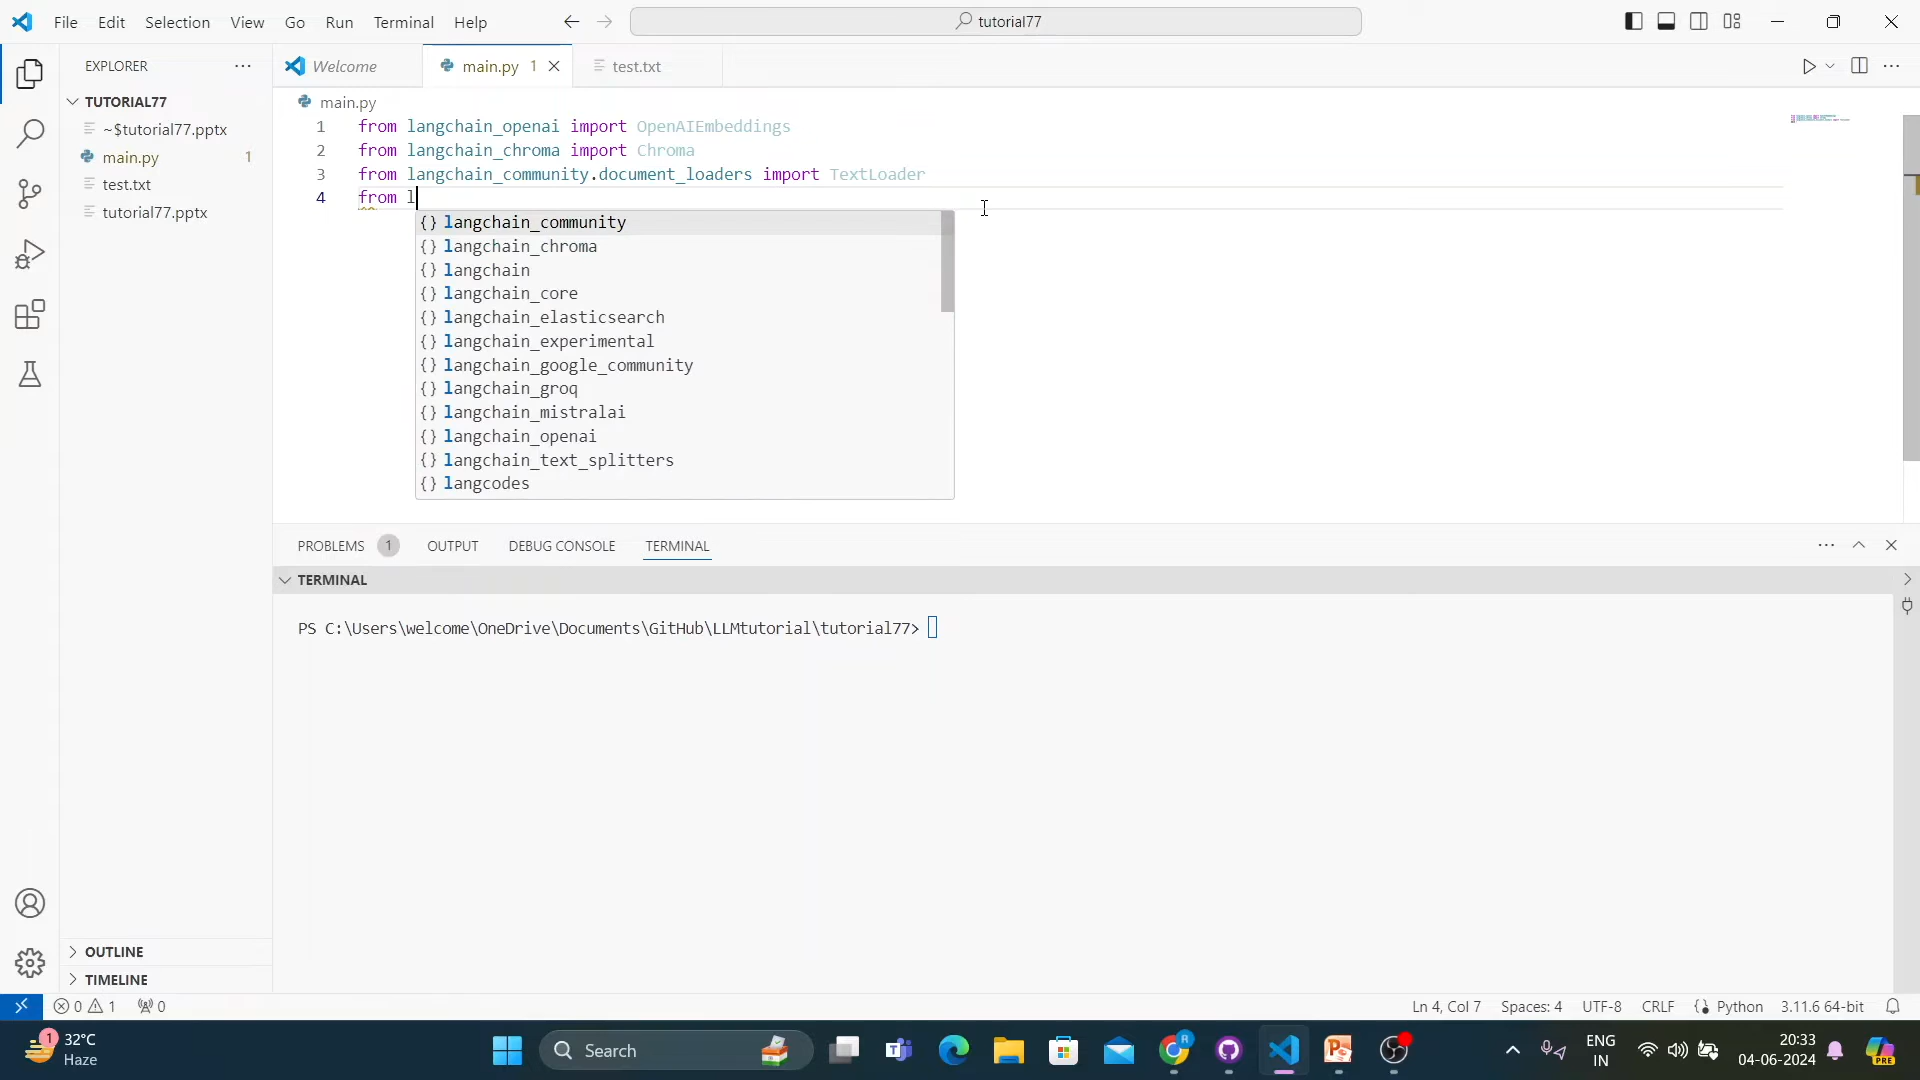 File Edit Selection View Go Run Terminal Help
tutorial77
EXPLORER
Welcome
main.py 1
test.txt
TUTORIAL77
~$tutorial77.pptx
main.py 1
test.txt
tutorial77.pptx
main.py
1 from langchain_openai import OpenAIEmbeddings
2 from langchain_chroma import Chroma
3 from langchain_community.document_loaders import TextLoader
4 from l
{} langchain_community
{} langchain_chroma
{} langchain
{} langchain_core
{} langchain_elasticsearch
{} langchain_experimental
{} langchain_google_community
{} langchain_groq
{} langchain_mistralai
{} langchain_openai
{} langchain_text_splitters
{} langcodes
PROBLEMS 1 OUTPUT DEBUG CONSOLE TERMINAL
TERMINAL
PS C:\Users\welcome\OneDrive\Documents\GitHub\LLMtutorial\tutorial77>
OUTLINE
TIMELINE
0 1 0
Ln 4, Col 7 Spaces: 4 UTF-8 CRLF {} Python 3.11.6 64-bit
1 32°C
Haze
Search
ENG
IN
20:33
04-06-2024
PRE